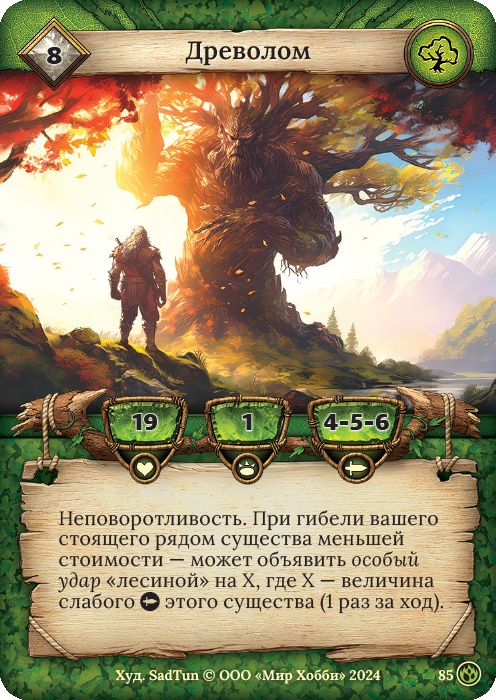 8
Древолом
19
1
4-5-6
Неповоротливость. При гибели вашего
стоящего рядом существа меньшей
стоимости — может объявить особый
удар «лесиной» на X, где X — величина
слабого этого существа (1 раз за ход).
Худ. SadTun © ООО «Мир Хобби» 2024
85